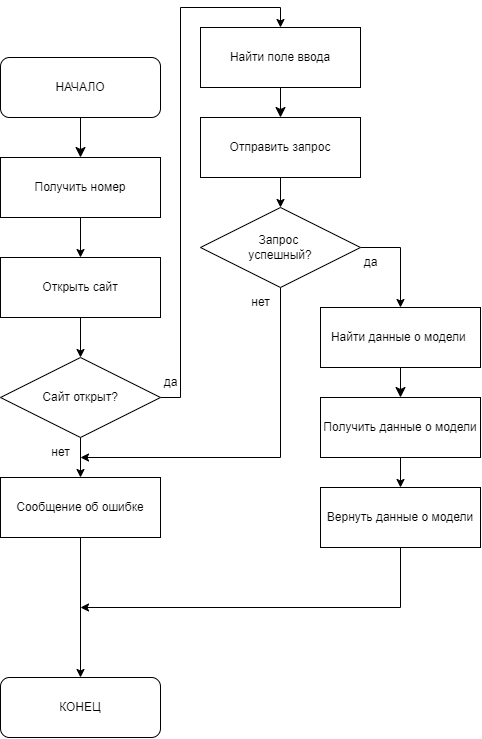 НАЧАЛО
Получить номер
Открыть сайт
Сайт открыт?
да
нет
Сообщение об ошибке
КОНЕЦ
Найти поле ввода
Отправить запрос
Запрос
успешный?
да
нет
Найти данные о модели
Получить данные о модели
Вернуть данные о модели